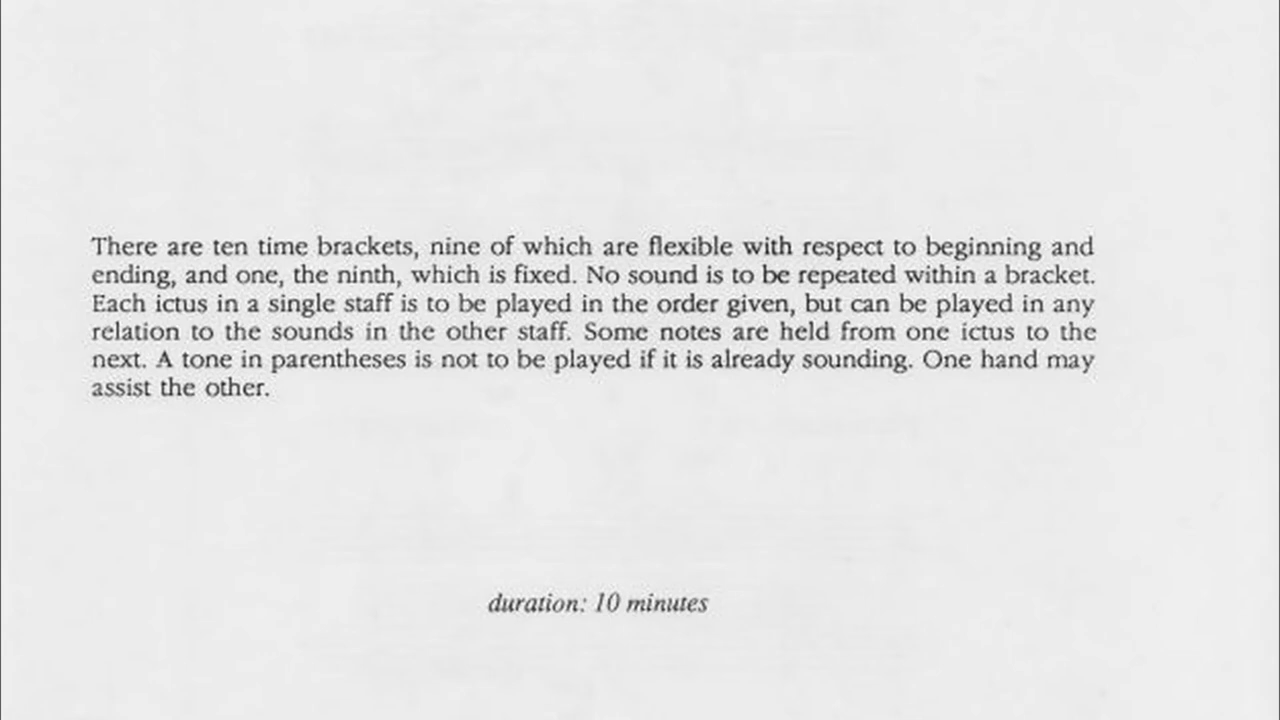 There are ten time brackets, nine of which are flexible with respect to beginning and
ending, and one, the ninth, which is fixed. No sound is to be repeated within a bracket.
Each ictus in a single staff is to be played in the order given, but can be played in any
relation to the sounds in the other staff. Some notes are held from one ictus to the
next. A tone in parentheses is not to be played if it is already sounding. One hand may
assist the other.
duration: 10 minutes